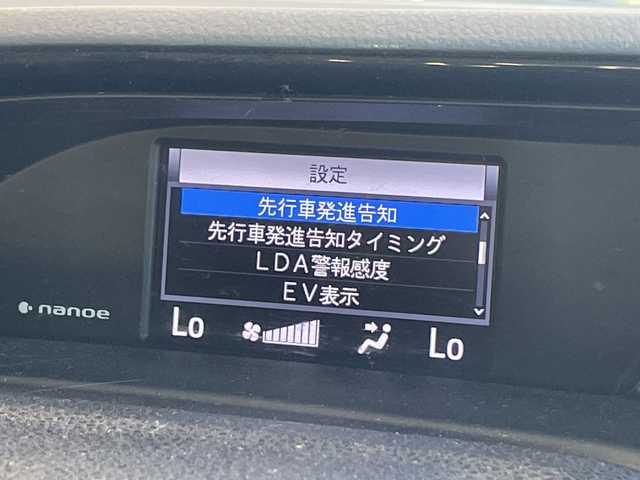 設定
先行車発進告知
先行車発進告知タイミング
LDA警報感度
EV表示
nanoe
Lo
Lo